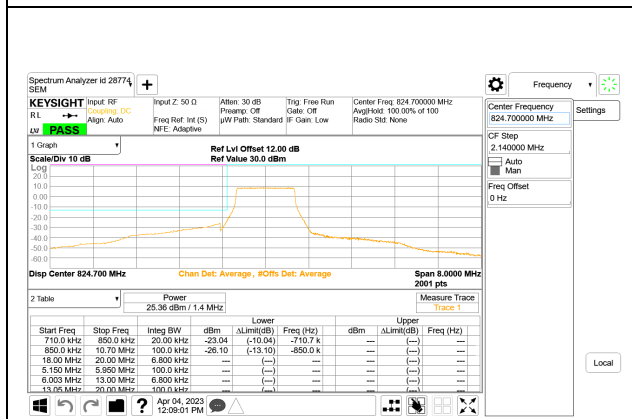 Spectrum Analyzer id 28774
SEM
+
Frequency
KEYSIGHT
RL
LXI PASS
Input: RF
Coupling: DC
Align: Auto
Input Z: 50 Ω
Freq Ref: Int (S)
NFE: Adaptive
Atten: 30 dB
Preamp: Off
µW Path: Standard
Trig: Free Run
Gate: Off
IF Gain: Low
Center Freq: 824.700000 MHz
Avg|Hold: 100.00% of 100
Radio Std: None
Center Frequency
824.700000 MHz
Settings
CF Step
2.140000 MHz
Auto
Man
Freq Offset
0 Hz
1 Graph
Scale/Div 10 dB
Ref Lvl Offset 12.00 dB
Ref Value 30.0 dBm
Log
20.0
10.0
0.00
-10.0
-20.0
-30.0
-40.0
-50.0
-60.0
Disp Center 824.700 MHz
Chan Det: Average, #Offs Det: Average
Span 8.0000 MHz
2001 pts
2 Table
Power
25.36 dBm / 1.4 MHz
Measure Trace
Trace 1
Lower Upper
Start Freq Stop Freq Integ BW dBm ΔLimit(dB) Freq (Hz) dBm ΔLimit(dB) Freq (Hz)
710.0 kHz 850.0 kHz 20.00 kHz -23.04 (-10.04) -710.7 k --- (---) ---
850.0 kHz 10.70 MHz 100.0 kHz -26.10 (-13.10) -850.0 k --- (---) ---
18.00 MHz 20.00 MHz 6.800 kHz --- (---) --- --- (---) ---
5.150 MHz 5.950 MHz 100.0 kHz --- (---) --- --- (---) ---
6.003 MHz 13.00 MHz 6.800 kHz --- (---) --- --- (---) ---
13.05 MHz 20.00 MHz 100.0 kHz --- (---) --- --- (---) ---
Local
?
Apr 04, 2023
12:09:01 PM